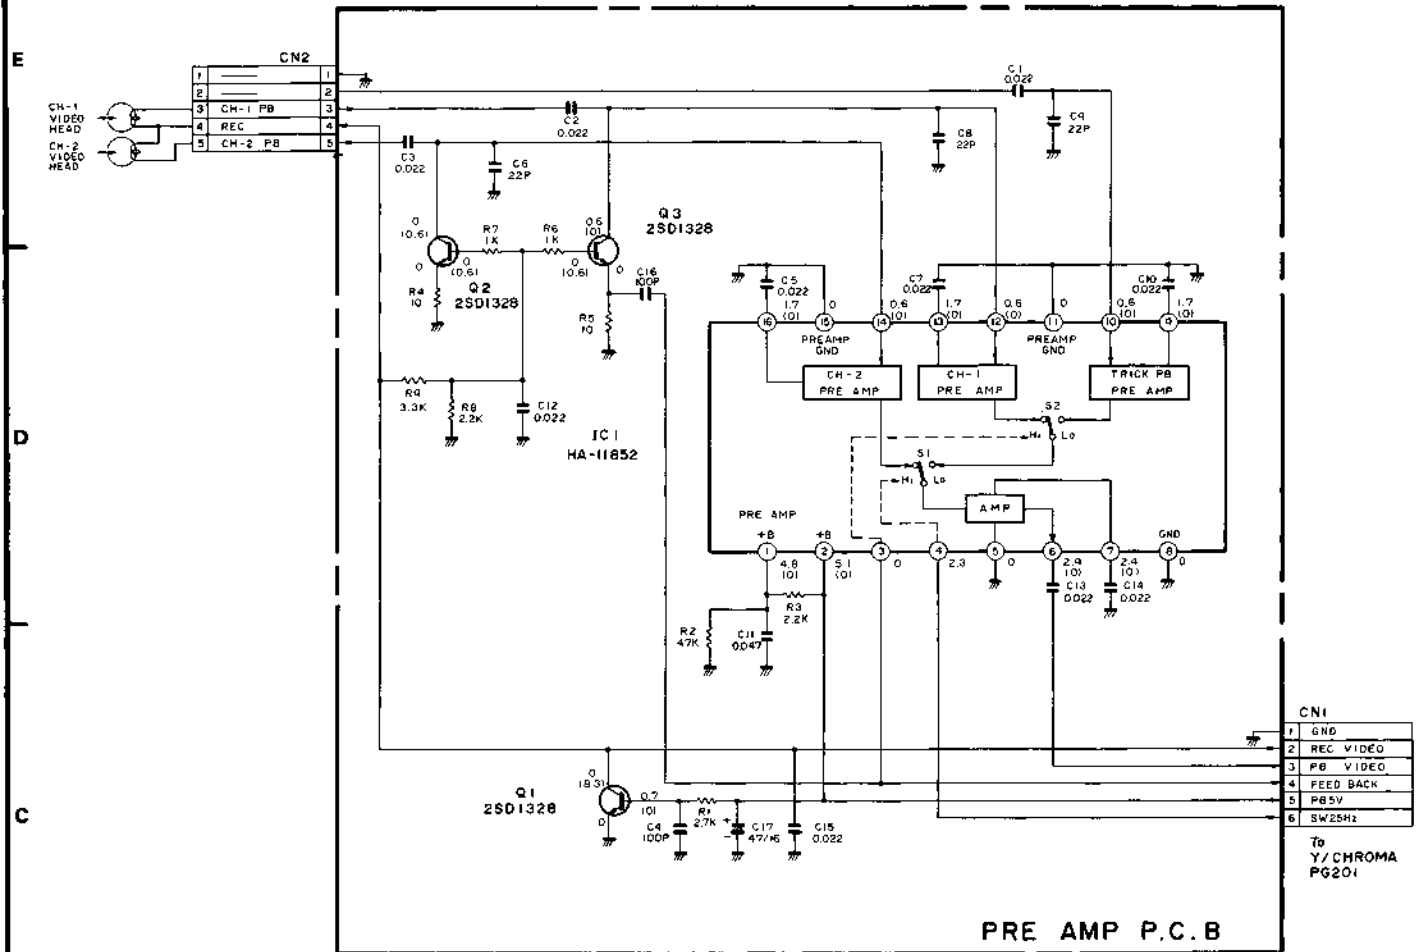 E
D
C
CN2
1
2
3 CH-1 PB
4 REC
5 CH-2 PB
1
2
3
4
5
CH-1
VIDEO
HEAD
CH-2
VIDEO
HEAD
C1
0.022
C4
22P
C2
0.022
C8
22P
C3
0.022
C6
22P
Q3
2SD1328
0.6
(0)
0
(0.6)
0
0
(0.6)
0
0
(0.6)
Q2
2SD1328
R7
1K
R6
1K
R4
10
R5
10
C16
100P
R9
3.3K
R8
2.2K
C12
0.022
IC1
HA-11852
C5
0.022
C7
0.022
C10
0.022
1.7
(0)
0
0.6
(0)
1.7
(0)
0.6
(0)
0
0.6
(0)
1.7
(0)
16
15
14
13
12
11
10
9
PREAMP
GND
PREAMP
GND
CH-2
PRE AMP
CH-1
PRE AMP
TRICK PB
PRE AMP
S2
Hi
Lo
S1
Hi
Lo
AMP
PRE AMP
+B
+B
GND
1
2
3
4
5
6
7
8
4.8
(0)
5.1
(0)
0
2.3
0
2.9
(0)
2.4
(0)
0
C13
0.022
C14
0.022
R3
2.2K
R2
47K
C11
0.047
CN1
1 GND
2 REC VIDEO
3 PB VIDEO
4 FEED BACK
5 PB5V
6 SW25Hz
To
Y/CHROMA
PG201
Q1
2SD1328
0
0
0.7
(0)
C4
100P
R1
2.7K
+
-
C17
47/16
C15
0.022
PRE AMP P.C.B